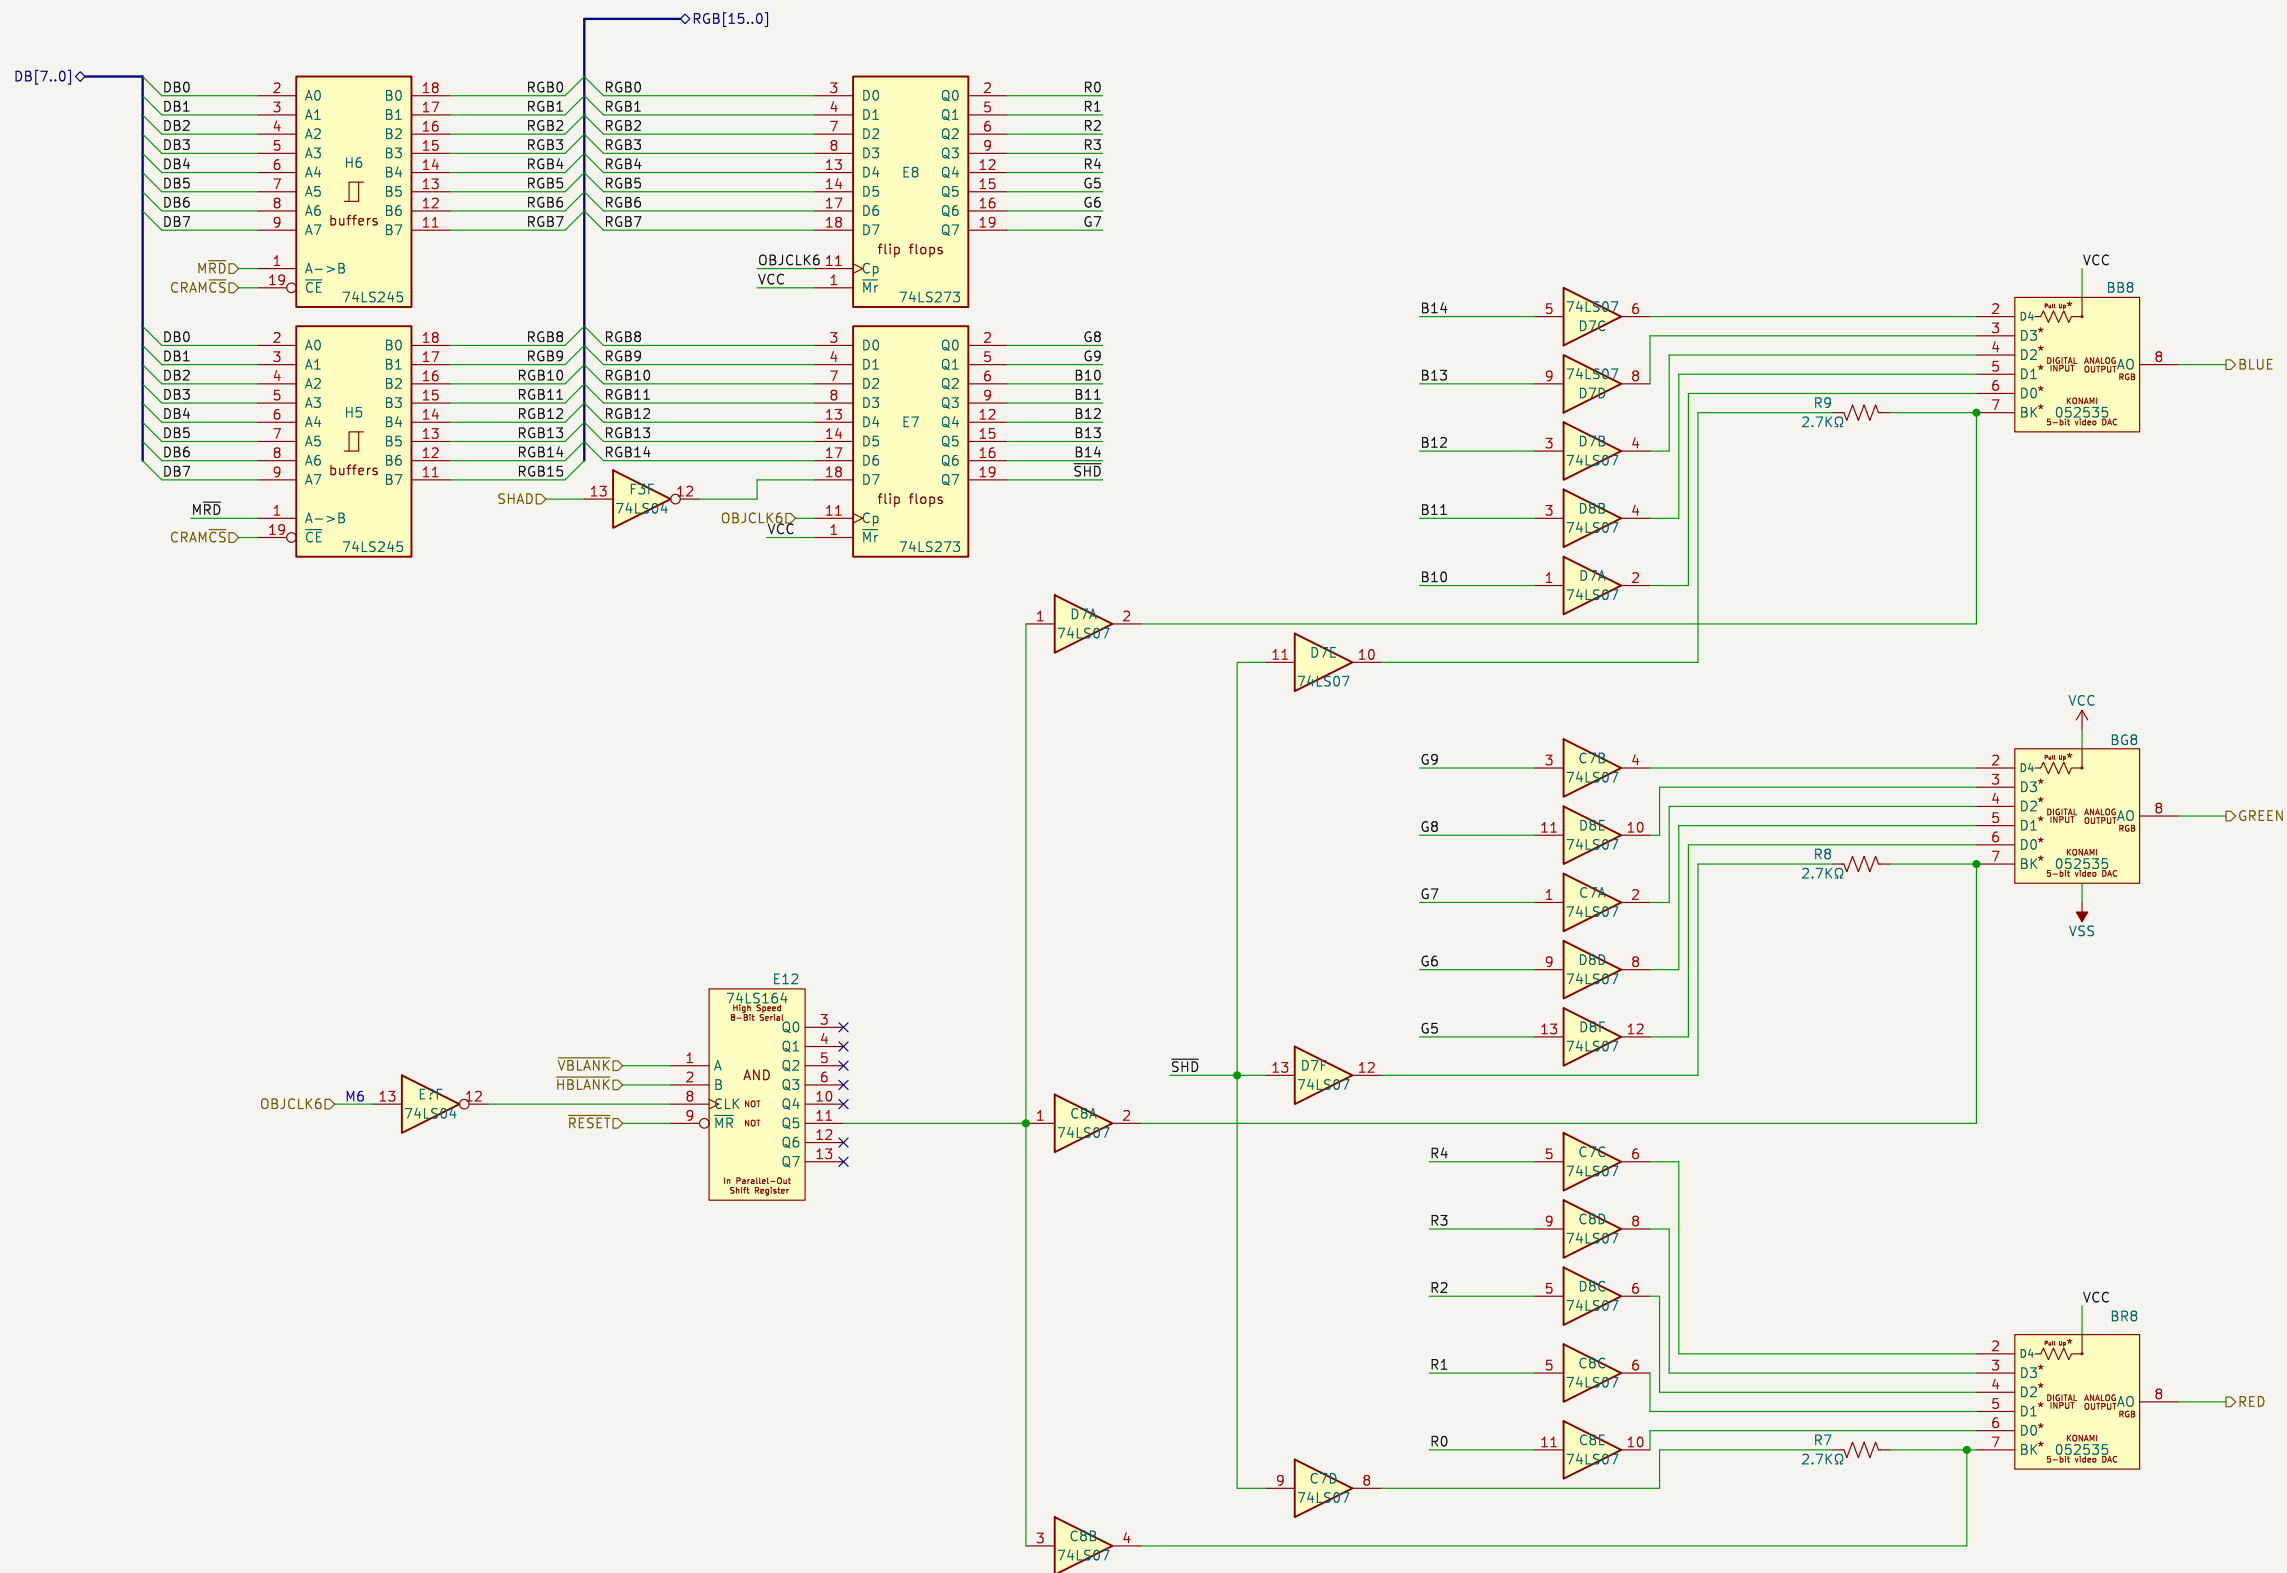 RGB[15..0]
DB[7..0]
DB0 2 A0 B0 18 RGB0 RGB0 3 D0 Q0 2 R0
DB1 3 A1 B1 17 RGB1 RGB1 4 D1 Q1 5 R1
DB2 4 A2 B2 16 RGB2 RGB2 7 D2 Q2 6 R2
DB3 5 A3 B3 15 RGB3 RGB3 8 D3 Q3 9 R3
H6
DB4 6 A4 B4 14 RGB4 RGB4 13 D4 E8 Q4 12 R4
DB5 7 A5 B5 13 RGB5 RGB5 14 D5 Q5 15 G5
DB6 8 A6 B6 12 RGB6 RGB6 17 D6 Q6 16 G6
buffers
DB7 9 A7 B7 11 RGB7 RGB7 18 D7 Q7 19 G7
flip flops
MRD 1 A->B OBJCLK6 11 Cp
CRAMCS 19 CE VCC 1 Mr
74LS245 74LS273
DB0 2 A0 B0 18 RGB8 RGB8 3 D0 Q0 2 G8
DB1 3 A1 B1 17 RGB9 RGB9 4 D1 Q1 5 G9
DB2 4 A2 B2 16 RGB10 RGB10 7 D2 Q2 6 B10
DB3 5 A3 B3 15 RGB11 RGB11 8 D3 Q3 9 B11
H5
DB4 6 A4 B4 14 RGB12 RGB12 13 D4 E7 Q4 12 B12
DB5 7 A5 B5 13 RGB13 RGB13 14 D5 Q5 15 B13
DB6 8 A6 B6 12 RGB14 RGB14 17 D6 Q6 16 B14
buffers
DB7 9 A7 B7 11 RGB15 18 D7 Q7 19 SHD
SHAD 13 F3F 12
74LS04
flip flops
MRD 1 A->B OBJCLK6 11 Cp
CRAMCS 19 CE VCC 1 Mr
74LS245 74LS273
VCC
BB8
B14 5 74LS07 6
D7C
B13 9 74LS07 8
D7D
B12 3 D7B 4
74LS07
B11 3 D8B 4
74LS07
B10 1 D7A 2
74LS07
Pull Up*
2 D4
3 D3*
4 D2*
5 D1*
6 D0*
7 BK*
DIGITAL INPUT
ANALOG OUTPUT
AO 8 BLUE
RGB
KONAMI
052535
5-bit video DAC
R9
2.7KΩ
1 D7A 2
74LS07
11 D7E 10
74LS07
VCC
BG8
G9 3 C7B 4
74LS07
G8 11 D8E 10
74LS07
G7 1 C7A 2
74LS07
G6 9 D8D 8
74LS07
G5 13 D8F 12
74LS07
Pull Up*
2 D4
3 D3*
4 D2*
5 D1*
6 D0*
7 BK*
DIGITAL INPUT
ANALOG OUTPUT
AO 8 GREEN
RGB
KONAMI
052535
5-bit video DAC
VSS
R8
2.7KΩ
E12
74LS164
High Speed
8-Bit Serial
Q0 3
Q1 4
VBLANK 1 A Q2 5
HBLANK 2 B AND Q3 6
OBJCLK6 M6 13 E?F 12 8 CLK NOT Q4 10
74LS04
RESET 9 MR NOT Q5 11
Q6 12
Q7 13
In Parallel-Out
Shift Register
SHD 13 D7F 12
74LS07
1 C8A 2
74LS07
R4 5 C7C 6
74LS07
R3 9 C8D 8
74LS07
R2 5 D8C 6
74LS07
R1 5 C8C 6
74LS07
R0 11 C8E 10
74LS07
VCC
BR8
Pull Up*
2 D4
3 D3*
4 D2*
5 D1*
6 D0*
7 BK*
DIGITAL INPUT
ANALOG OUTPUT
AO 8 RED
RGB
KONAMI
052535
5-bit video DAC
R7
2.7KΩ
9 C7D 8
74LS07
3 C8B 4
74LS07